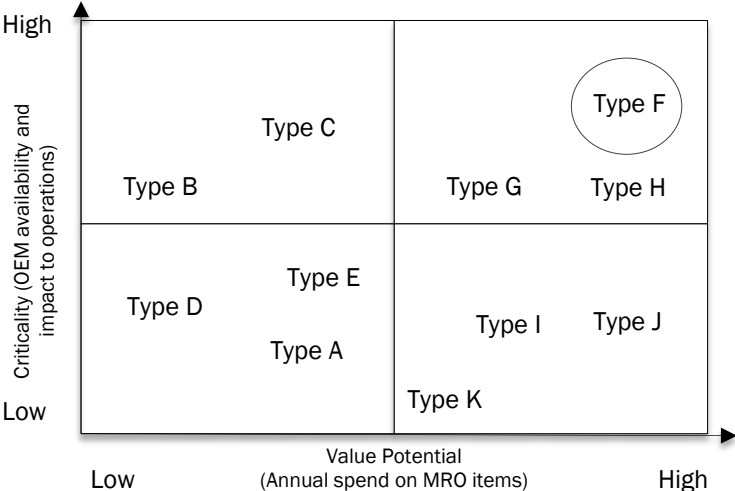 High
Criticality (OEM availability and
impact to operations)
Type F
Type C
Type B
Type G
Type H
Type E
Type D
Type I
Type J
Type A
Type K
Low
Low
Value Potential
(Annual spend on MRO items)
High